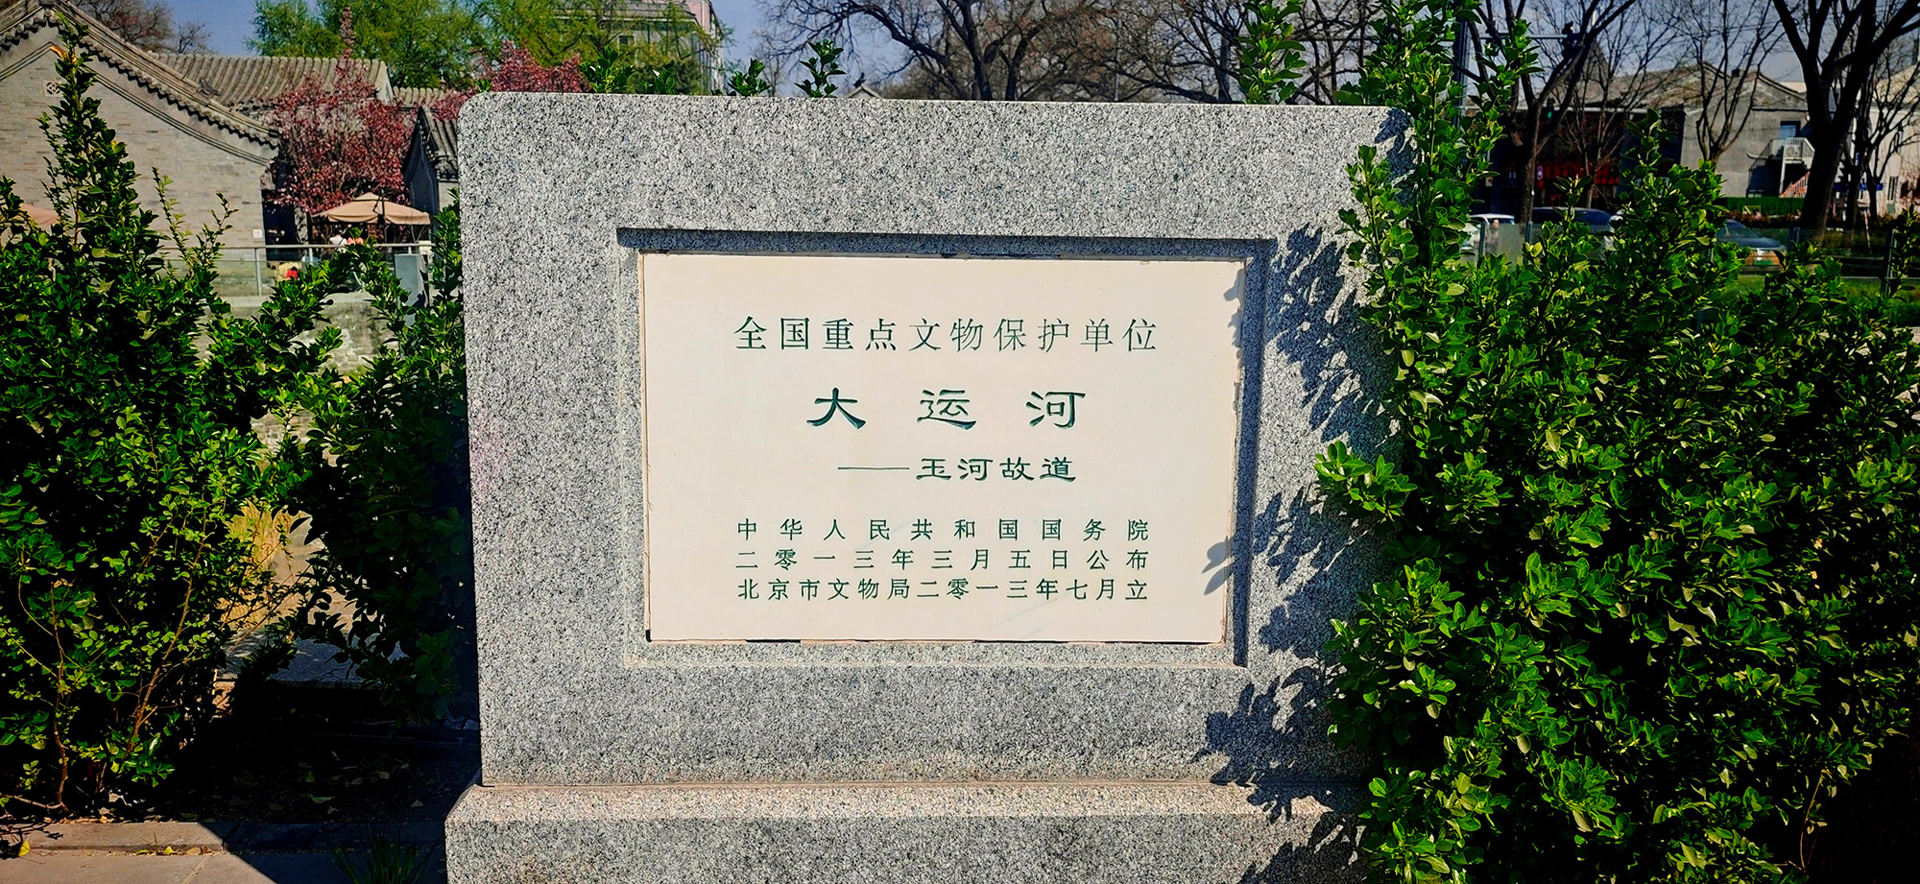 全国重点文物保护单位
大运河
——玉河故道
中华人民共和国国务院
二零一三年三月五日公布
北京市文物局二零一三年七月立